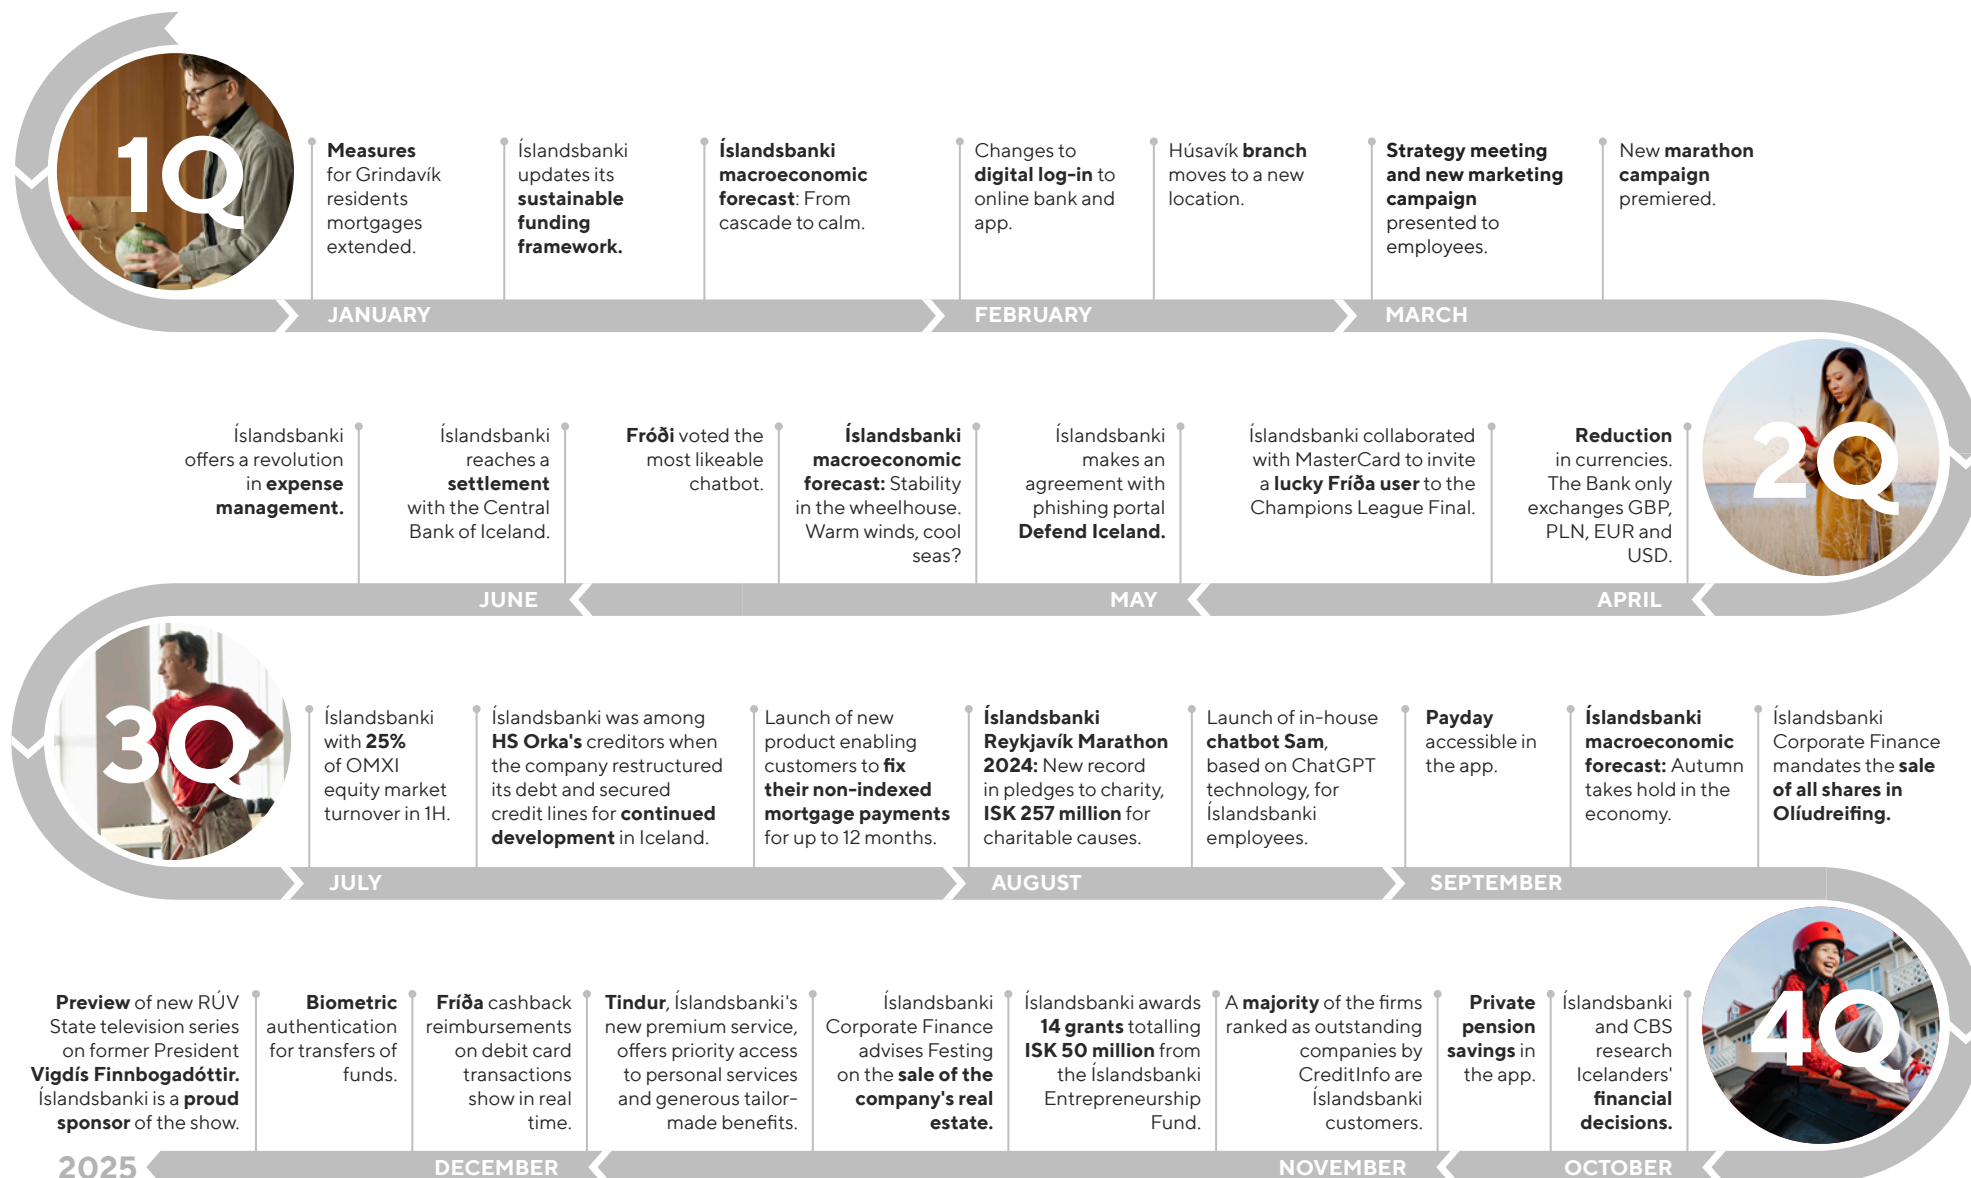 1Q
Measures
for Grindavík
residents
mortgages
extended.
Íslandsbanki
updates its
sustainable
funding
framework.
Íslandsbanki
macroeconomic
forecast: From
cascade to calm.
Changes to
digital log-in to
online bank and
app.
Húsavík branch
moves to a new
location.
Strategy meeting
and new marketing
campaign
presented to
employees.
New marathon
campaign
premiered.
JANUARY
FEBRUARY
MARCH
2Q
Reduction
in currencies.
The Bank only
exchanges GBP,
PLN, EUR and
USD.
Íslandsbanki collaborated
with MasterCard to invite
a lucky Fríða user to the
Champions League Final.
Íslandsbanki
makes an
agreement with
phishing portal
Defend Iceland.
Íslandsbanki
macroeconomic
forecast: Stability
in the wheelhouse.
Warm winds, cool
seas?
Fróði voted the
most likeable
chatbot.
Íslandsbanki
reaches a
settlement
with the Central
Bank of Iceland.
Íslandsbanki
offers a revolution
in expense
management.
APRIL
MAY
JUNE
3Q
Íslandsbanki
with 25%
of OMXI
equity market
turnover in 1H.
Íslandsbanki was among
HS Orka's creditors when
the company restructured
its debt and secured
credit lines for continued
development in Iceland.
Launch of new
product enabling
customers to fix
their non-indexed
mortgage payments
for up to 12 months.
Íslandsbanki
Reykjavík Marathon
2024: New record
in pledges to charity,
ISK 257 million for
charitable causes.
Launch of in-house
chatbot Sam,
based on ChatGPT
technology, for
Íslandsbanki
employees.
Payday
accessible in
the app.
Íslandsbanki
macroeconomic
forecast: Autumn
takes hold in the
economy.
Íslandsbanki
Corporate Finance
mandates the sale
of all shares in
Olíudreifing.
JULY
AUGUST
SEPTEMBER
4Q
Íslandsbanki
and CBS
research
Icelanders'
financial
decisions.
Private
pension
savings in
the app.
A majority of the firms
ranked as outstanding
companies by
CreditInfo are
Íslandsbanki
customers.
Íslandsbanki awards
14 grants totalling
ISK 50 million from
the Íslandsbanki
Entrepreneurship
Fund.
Íslandsbanki
Corporate Finance
advises Festing
on the sale of the
company's real
estate.
Tindur, Íslandsbanki's
new premium service,
offers priority access
to personal services
and generous tailor-
made benefits.
Fríða cashback
reimbursements
on debit card
transactions
show in real
time.
Biometric
authentication
for transfers of
funds.
Preview of new RÚV
State television series
on former President
Vigdís Finnbogadóttir.
Íslandsbanki is a proud
sponsor of the show.
OCTOBER
NOVEMBER
DECEMBER
2025